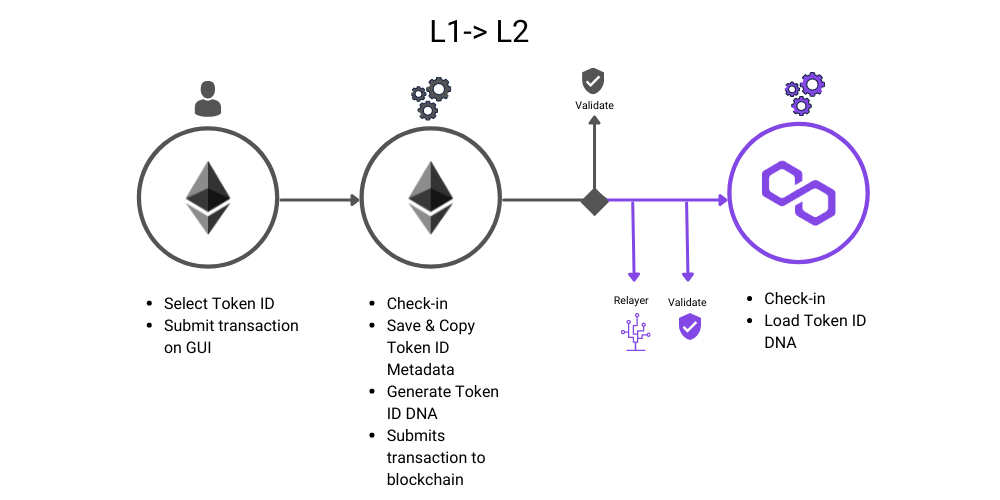 L1-> L2
Validate
Relayer
Validate
• Select Token ID
• Submit transaction
on GUI
• Check-in
• Save & Copy
Token ID
Metadata
• Generate Token
ID DNA
• Submits
transaction to
blockchain
• Check-in
• Load Token ID
DNA